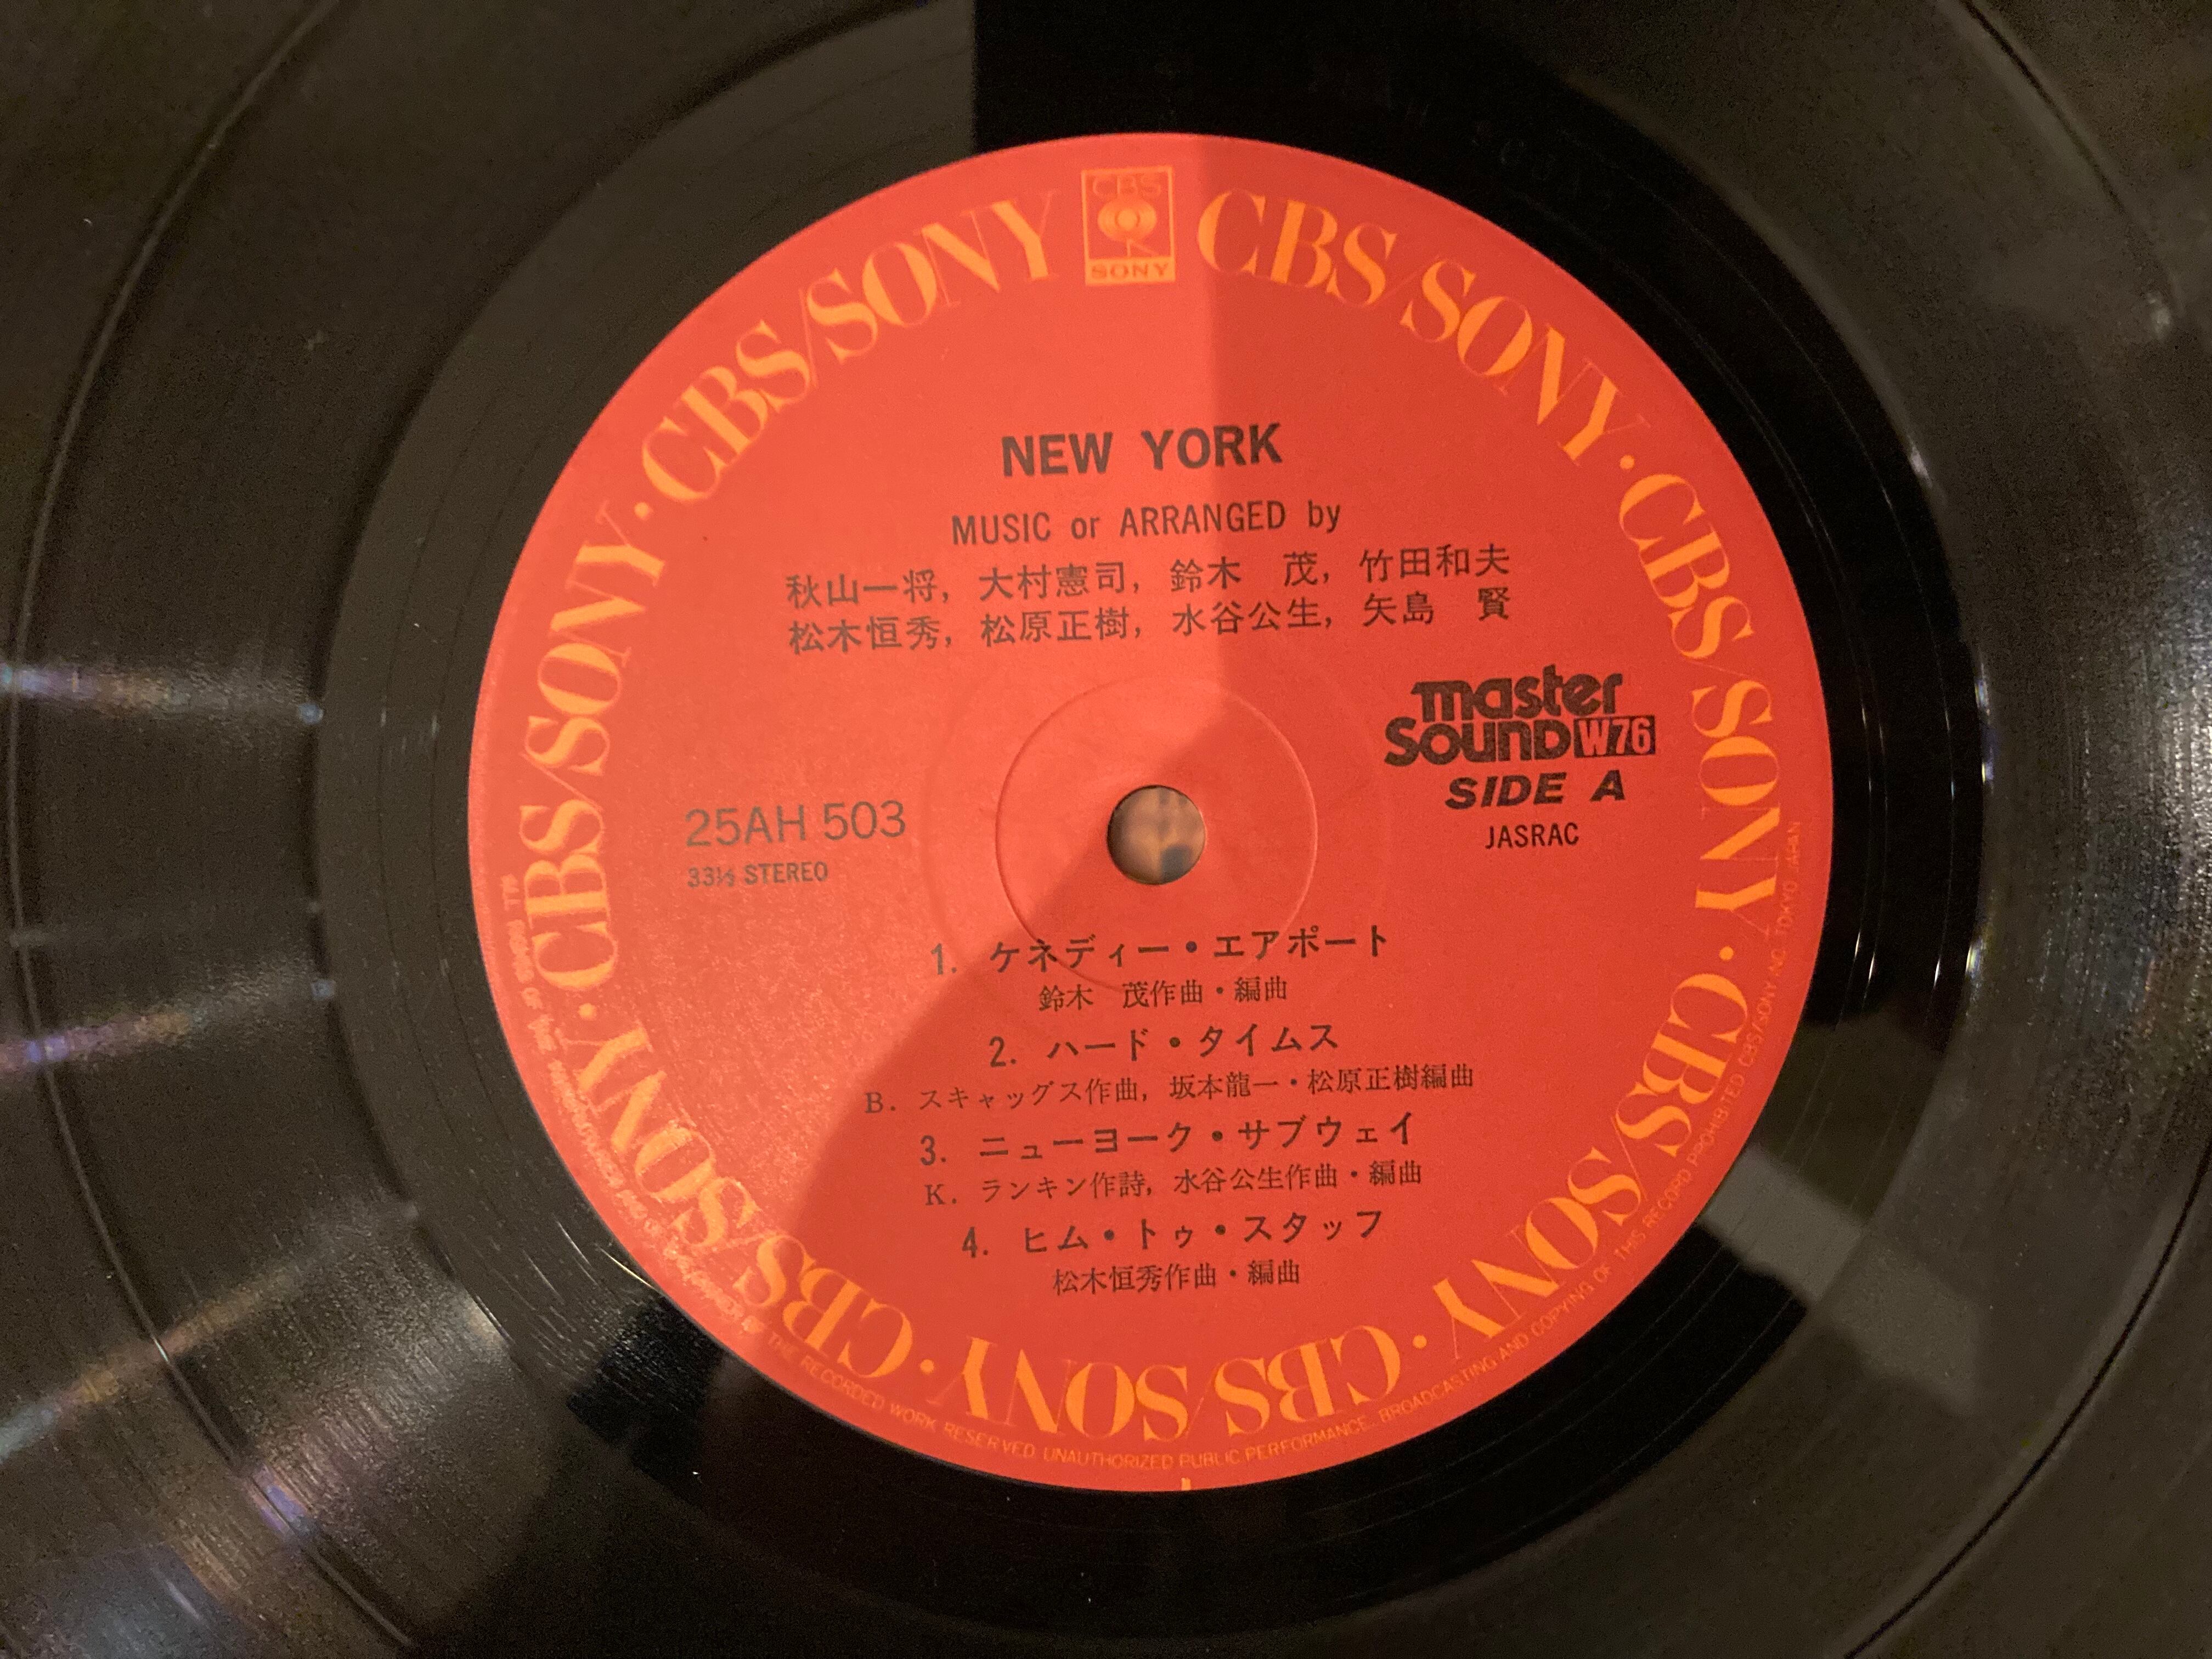 CBS
SONY
CBS/SONY · CBS/SONY · CBS/SONY · CBS/SONY · CBS/SONY · CBS/SONY · CBS/SONY · CBS/SONY
NEW YORK
MUSIC or ARRANGED by
秋山一将, 大村憲司, 鈴木 茂, 竹田和夫
松木恒秀, 松原正樹, 水谷公生, 矢島 賢
master
sound W76
SIDE A
JASRAC
25AH 503
33⅓ STEREO
1. ケネディー・エアポート
鈴木 茂作曲・編曲
2. ハード・タイムス
B. スキャッグス作曲, 坂本龍一・松原正樹編曲
3. ニューヨーク・サブウェイ
K. ランキン作詩, 水谷公生作曲・編曲
4. ヒム・トゥ・スタッフ
松木恒秀作曲・編曲
OF THE RECORDED WORK RESERVED. UNAUTHORIZED PUBLIC PERFORMANCE. BROADCASTING AND COPYING OF THIS RECORD PROHIBITED CBS/SONY INC. TOKYO JAPAN